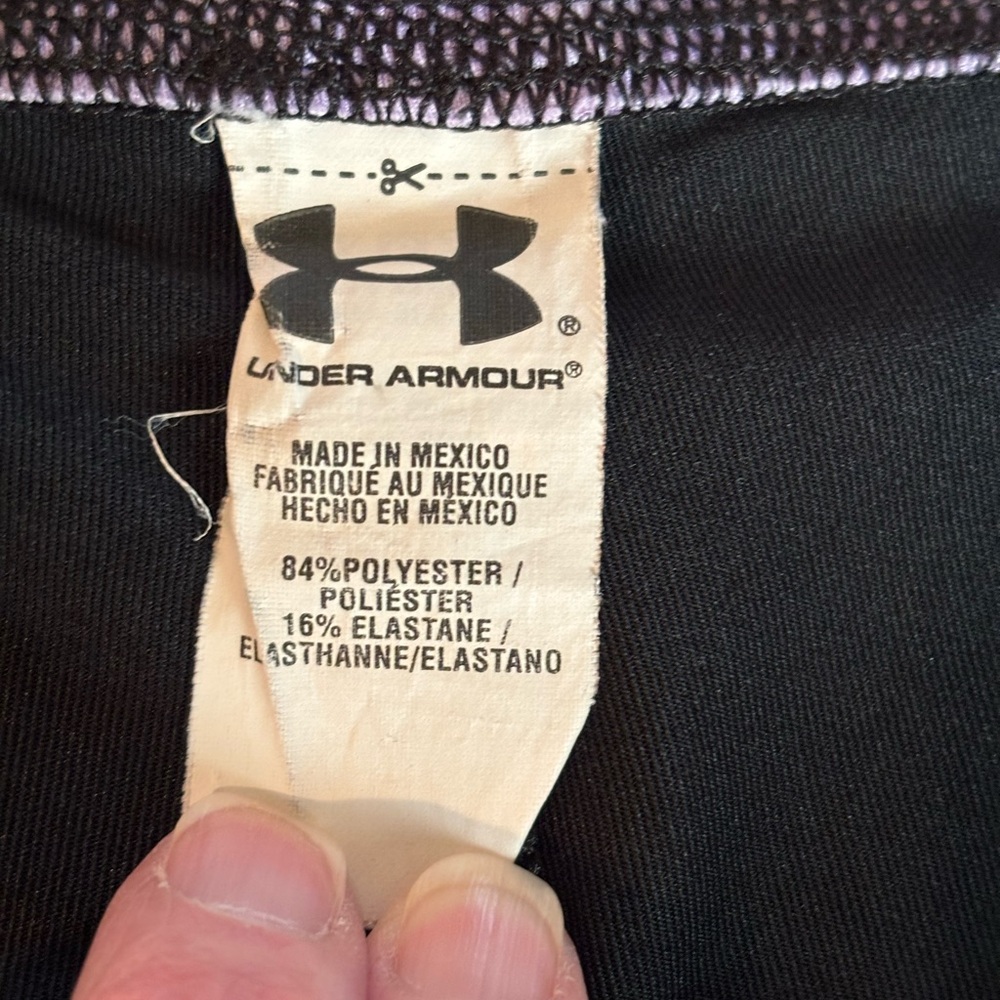 ®
UNDER ARMOUR®
MADE IN MEXICO
FABRIQUÉ AU MEXIQUE
HECHO EN MÉXICO
84%POLYESTER /
POLIÉSTER
16% ELASTANE /
ELASTHANNE/ELASTANO